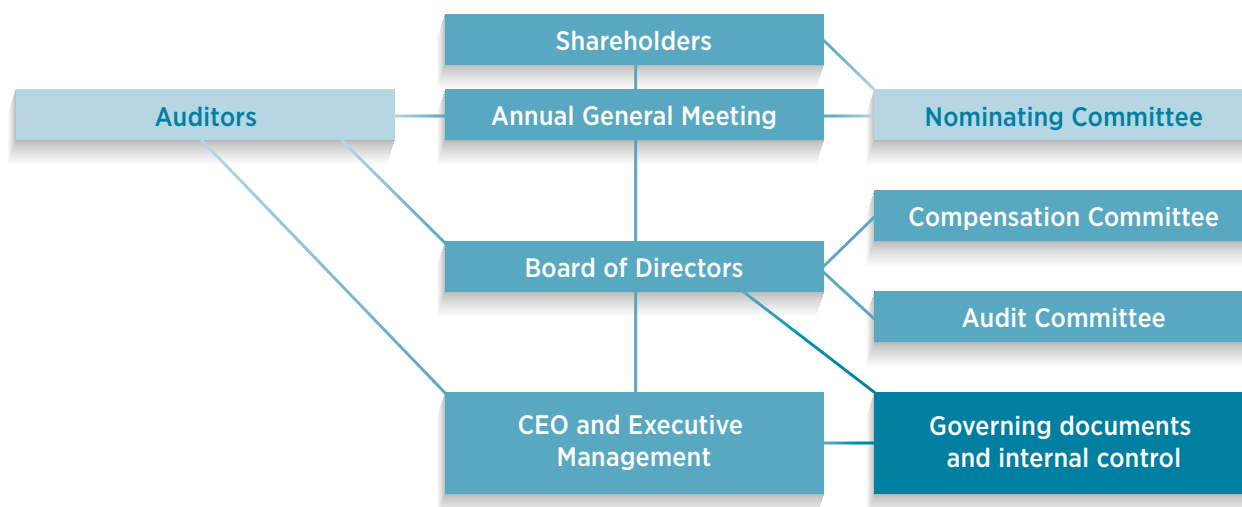 Shareholders
Auditors
Annual General Meeting
Nominating Committee
Compensation Committee
Board of Directors
Audit Committee
CEO and Executive
Management
Governing documents
and internal control